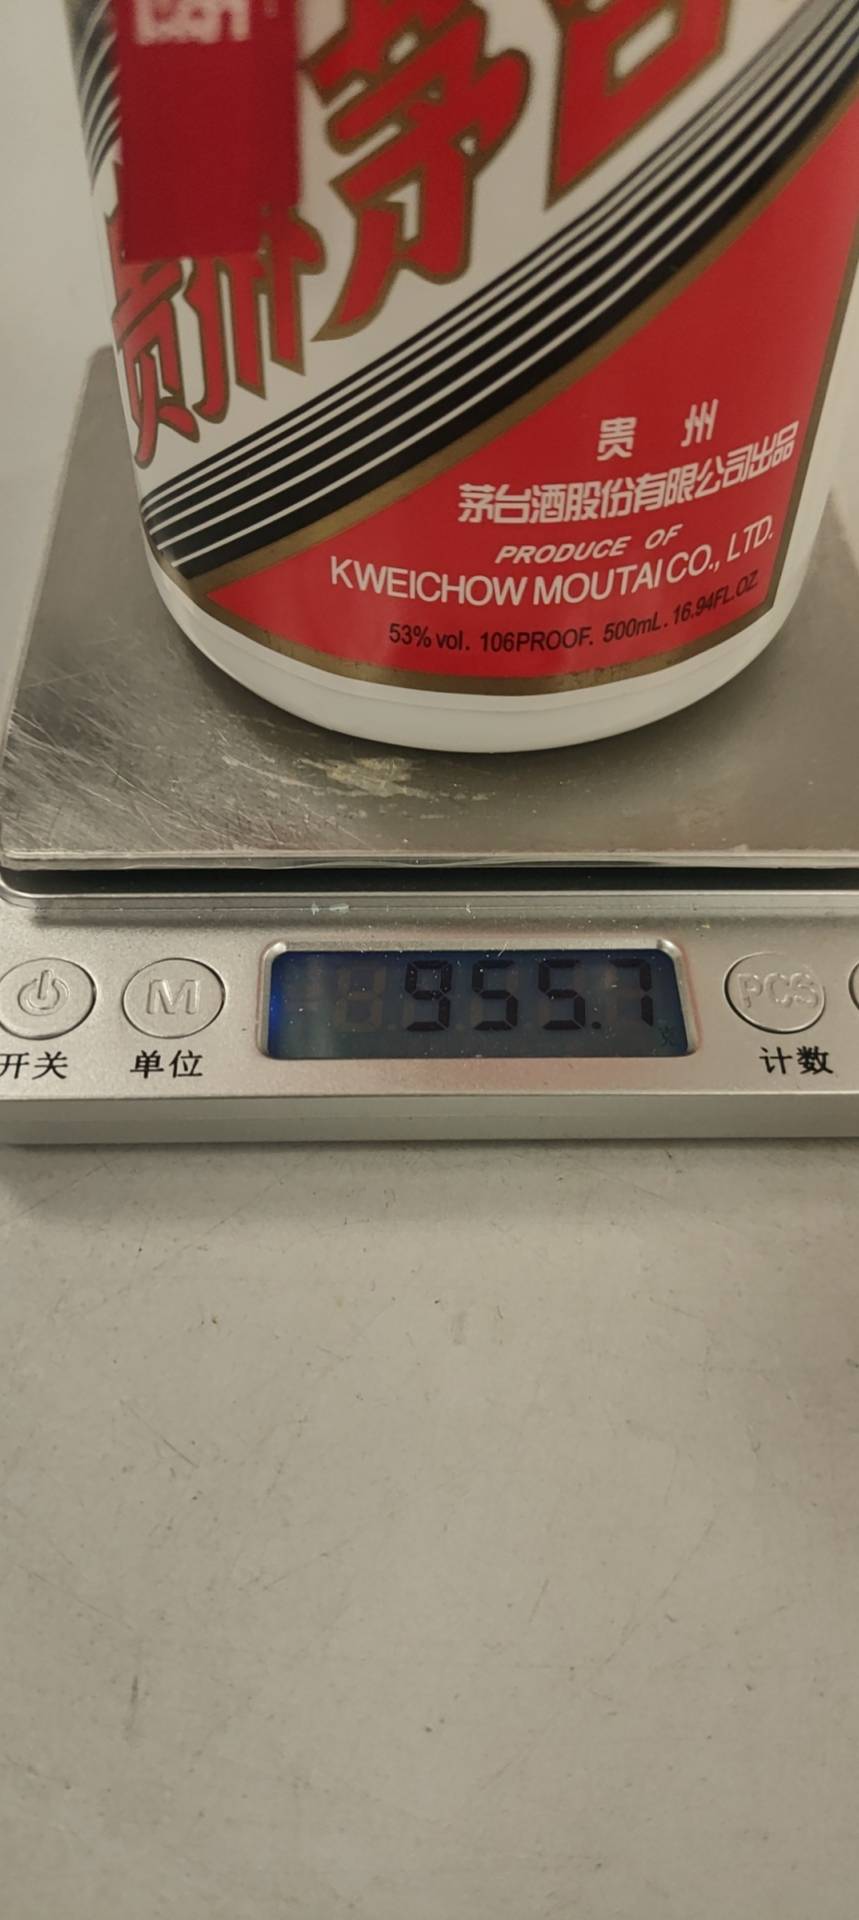 茅台
贵州
贵 州
茅台酒股份有限公司出品
PRODUCE OF
KWEICHOW MOUTAI CO., LTD.
53% vol. 106PROOF. 500mL. 16.94FL.OZ.
955.7
M
PCS
开关
单位
计数